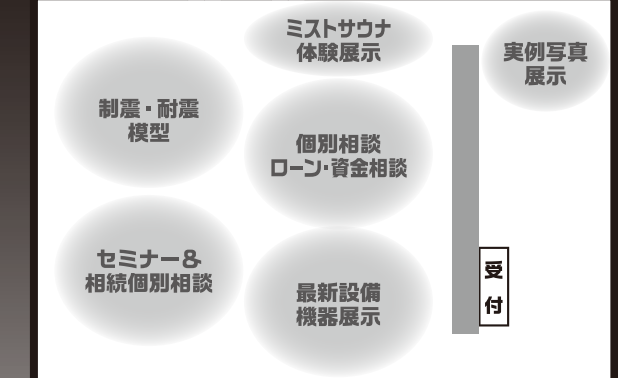 ミストサウナ
体験展示
実例写真
展示
制震・耐震
模型
個別相談
ローン・資金相談
セミナー&
相続個別相談
最新設備
機器展示
受
付